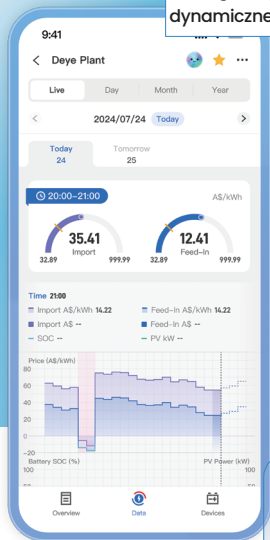 dynamiczne
9:41
Deye Plant
Live Day Month Year
2024/07/24 Today
Today Tomorrow
24 25
20:00-21:00 A$/kWh
35.41 12.41
Import Feed-In
32.89 999.99 32.89 999.99
Time 21:00
Import A$/kWh 14.22 Feed-In A$/kWh 14.22
Import A$ -- Feed-In A$ --
SOC -- PV kW --
Price (A$/kWh)
80
60
40
20
0
-20
Battery SOC (%) PV Power (kW)
100 100
Overview Data Devices